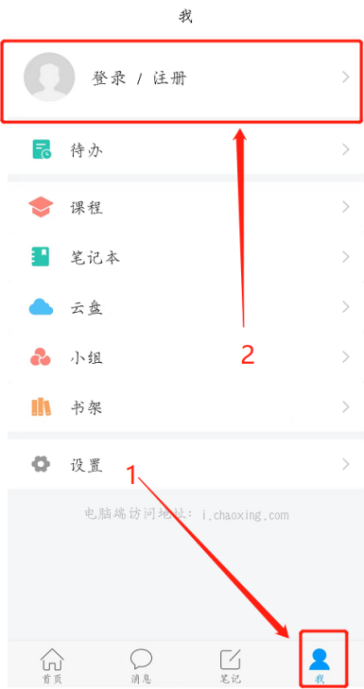 我
登录 / 注册
待办
课程
笔记本
云盘
2
小组
书架
设置
1
电脑端访问地址: i.chaoxing.com
首页
消息
笔记
我